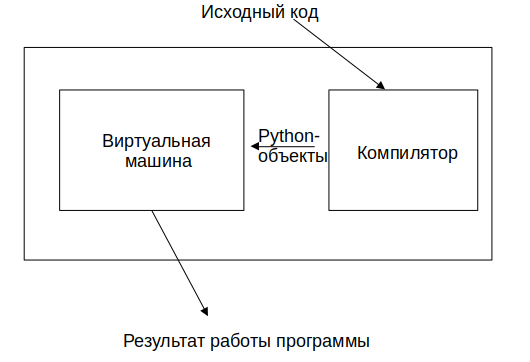 Исходный код
Виртуальная
машина
Python-
объекты
Компилятор
Результат работы программы